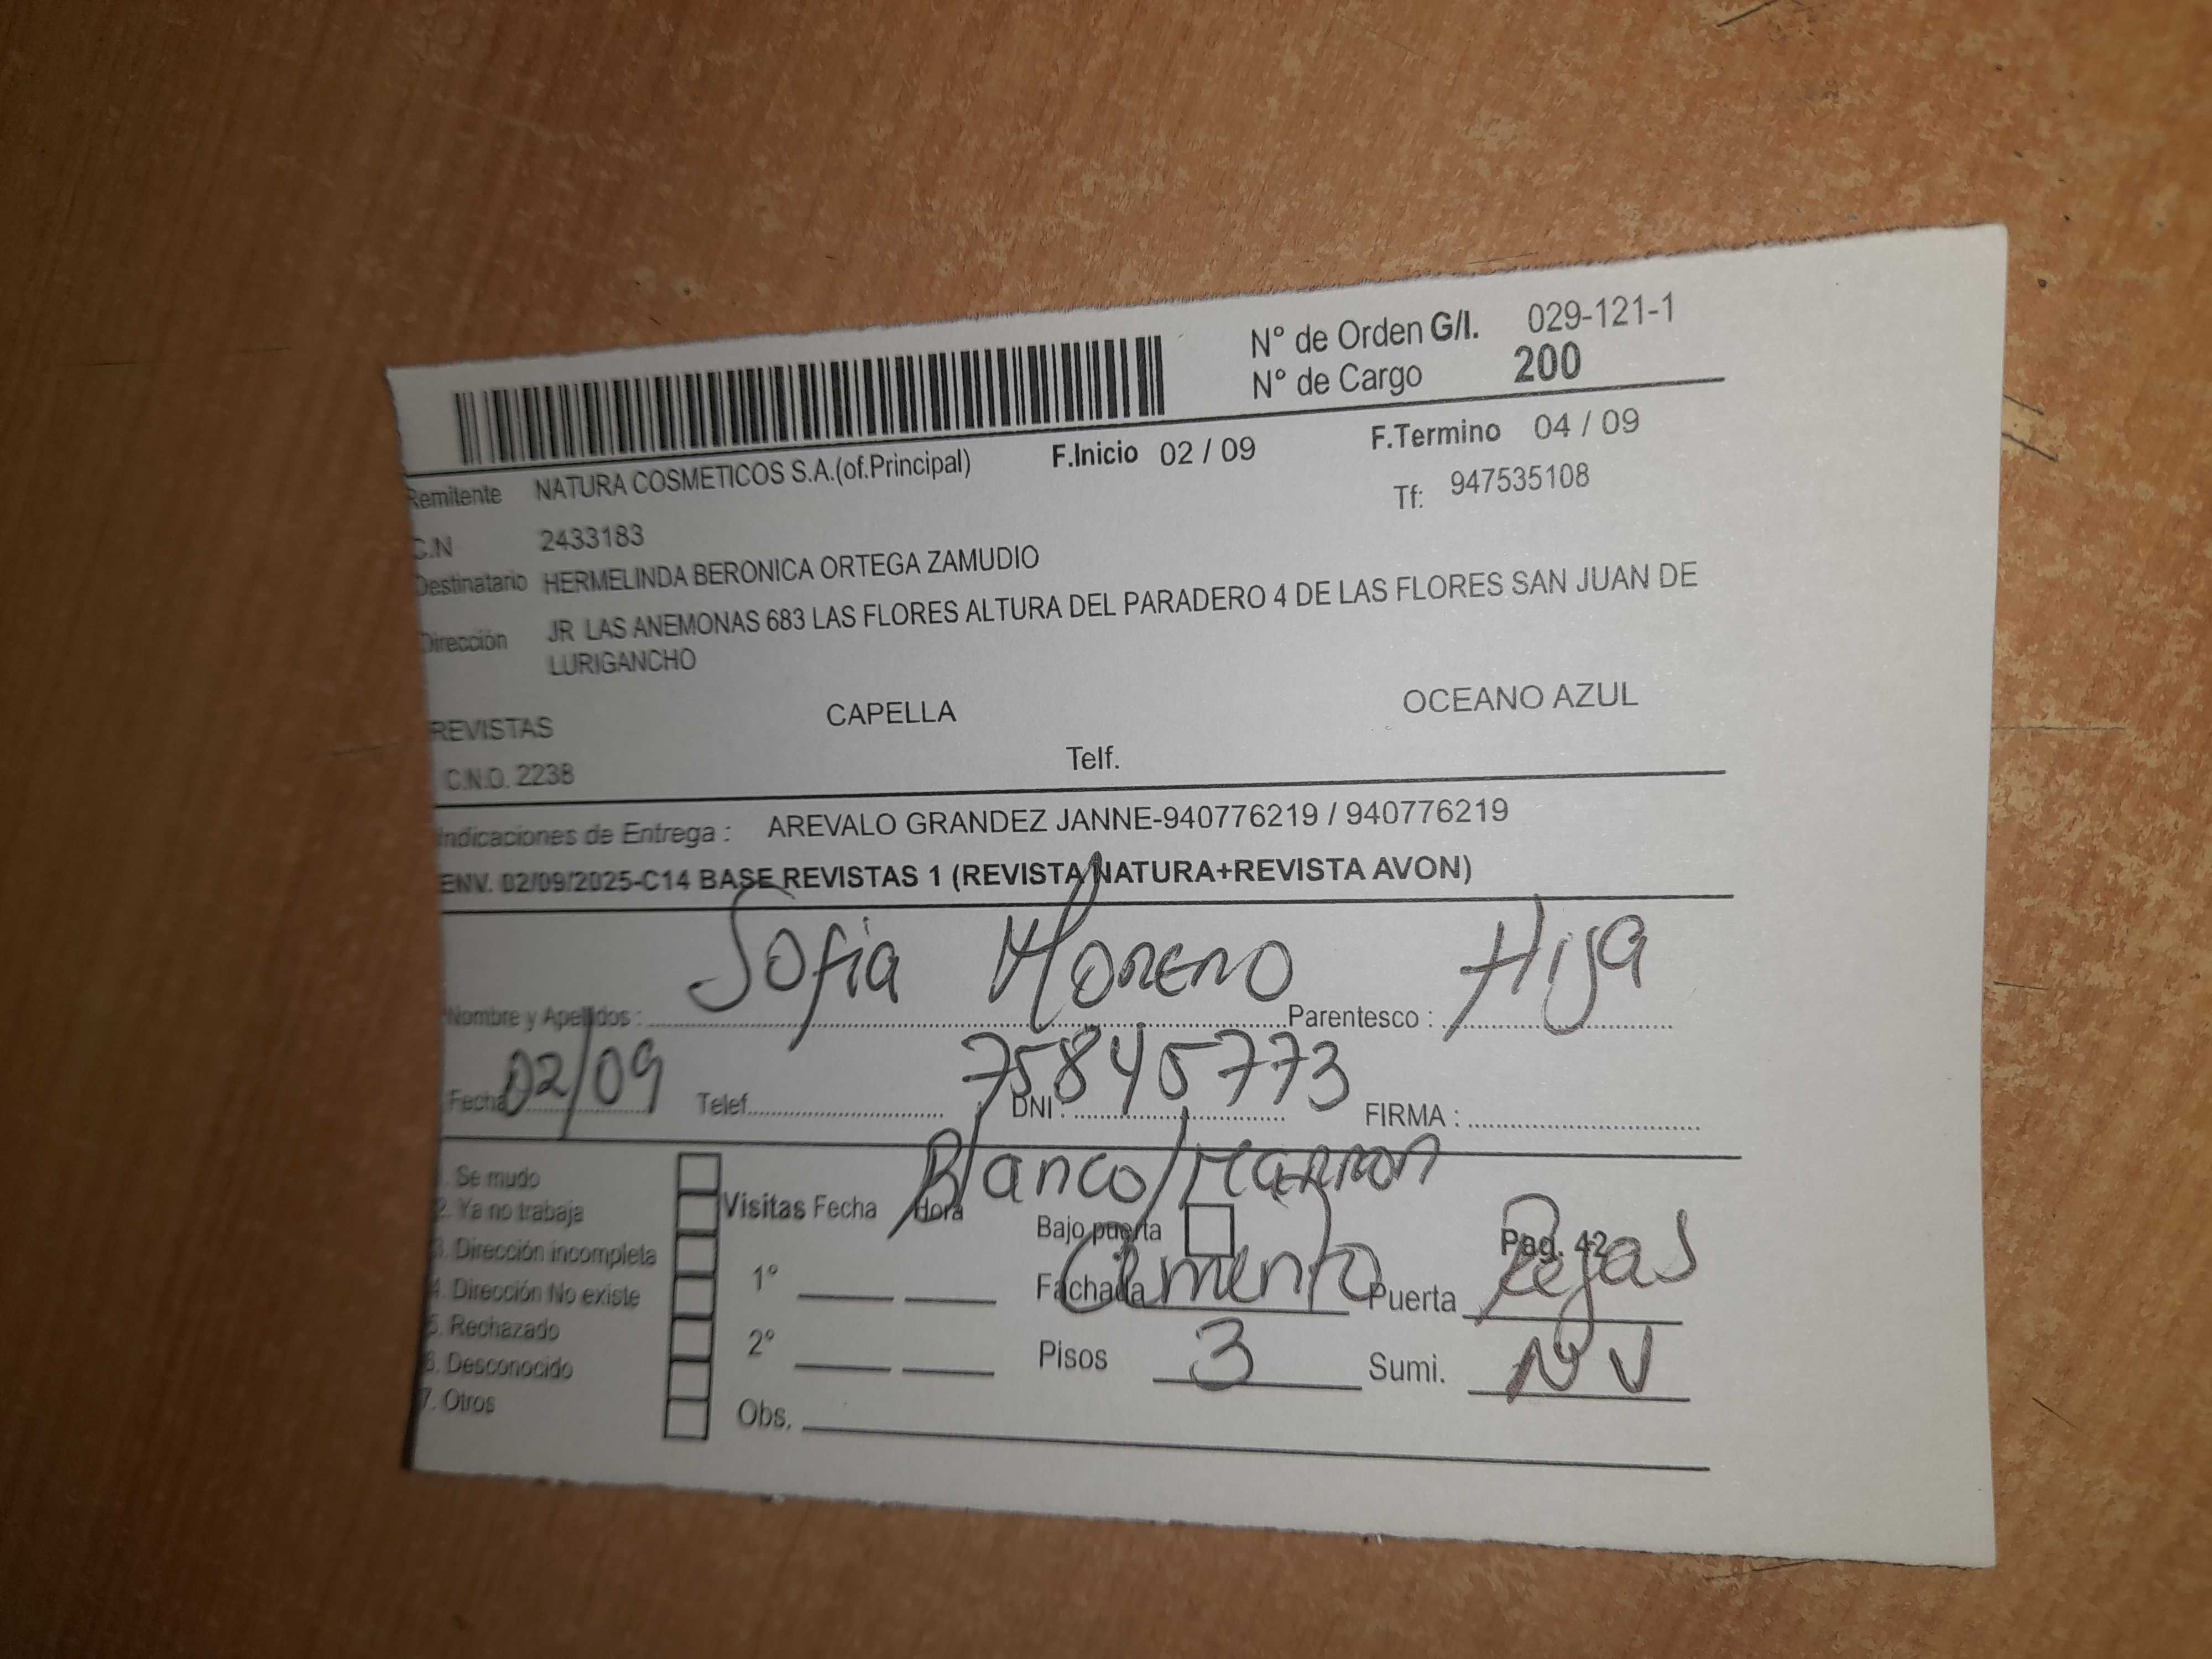 N° de Orden G/I. 029-121-1
N° de Cargo 200
F.Inicio 02 / 09 F.Termino 04 / 09
Remitente NATURA COSMETICOS S.A.(of.Principal) Tf: 947535108
C.N 2433183
Destinatario HERMELINDA BERONICA ORTEGA ZAMUDIO
Dirección JR LAS ANEMONAS 683 LAS FLORES ALTURA DEL PARADERO 4 DE LAS FLORES SAN JUAN DE
LURIGANCHO
REVISTAS CAPELLA OCEANO AZUL
C.N.O. 2238 Telf.
Indicaciones de Entrega : AREVALO GRANDEZ JANNE-940776219 / 940776219
ENV. 02/09/2025-C14 BASE REVISTAS 1 (REVISTA NATURA+REVISTA AVON)
Nombre y Apellidos : Sofia Moreno Parentesco : Hija
Fecha 02/09 Telef. DNI : 75845773 FIRMA :
Blanco/Marron
1. Se mudo
2. Ya no trabaja Visitas Fecha Hora Bajo puerta Pag. 42
3. Dirección incompleta
4. Dirección No existe 1° Fachada Cemento Puerta Rejas
5. Rechazado
6. Desconocido 2° Pisos 3 Sumi. N V
7. Otros Obs.